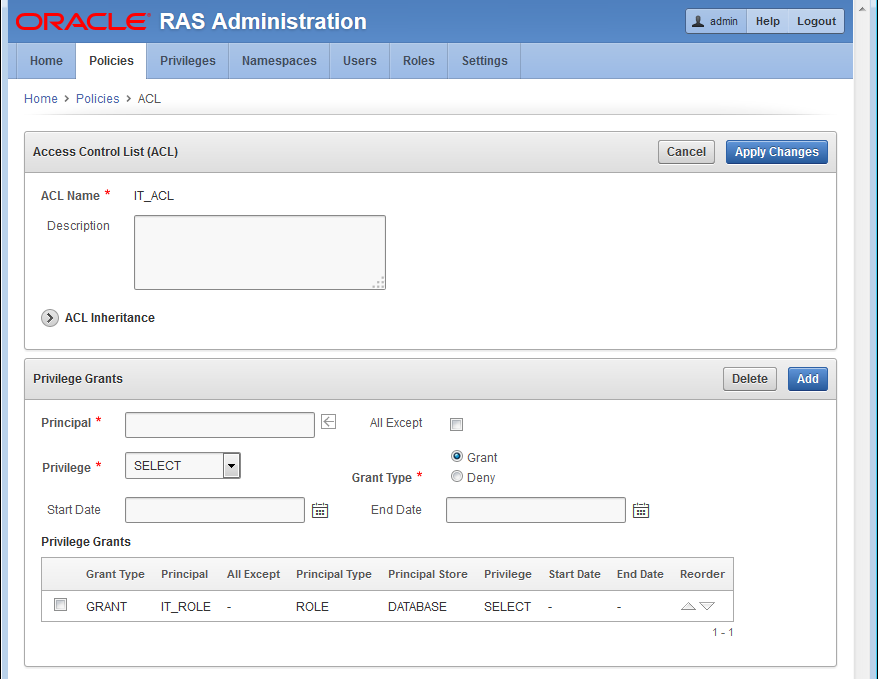 ORACLE® RAS Administration
admin Help Logout
Home Policies Privileges Namespaces Users Roles Settings
Home > Policies > ACL
Access Control List (ACL) Cancel Apply Changes
ACL Name * IT_ACL
Description
ACL Inheritance
Privilege Grants Delete Add
Principal * All Except
Privilege * SELECT Grant
Grant Type * Deny
Start Date End Date
Privilege Grants
Grant Type Principal All Except Principal Type Principal Store Privilege Start Date End Date Reorder
GRANT IT_ROLE - ROLE DATABASE SELECT - -
1 - 1